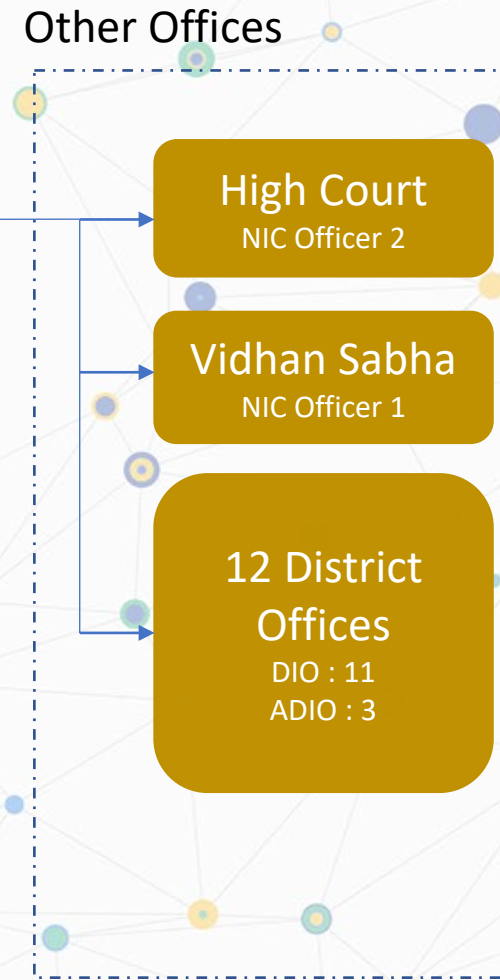 Other Offices
High Court
NIC Officer 2
Vidhan Sabha
NIC Officer 1
12 District
Offices
DIO : 11
ADIO : 3